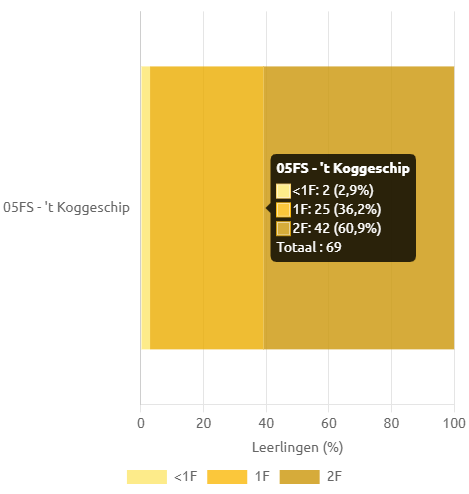 05FS - 't Koggeschip
05FS - 't Koggeschip
<1F: 2 (2,9%)
1F: 25 (36,2%)
2F: 42 (60,9%)
Totaal : 69
0 20 40 60 80 100
Leerlingen (%)
<1F 1F 2F